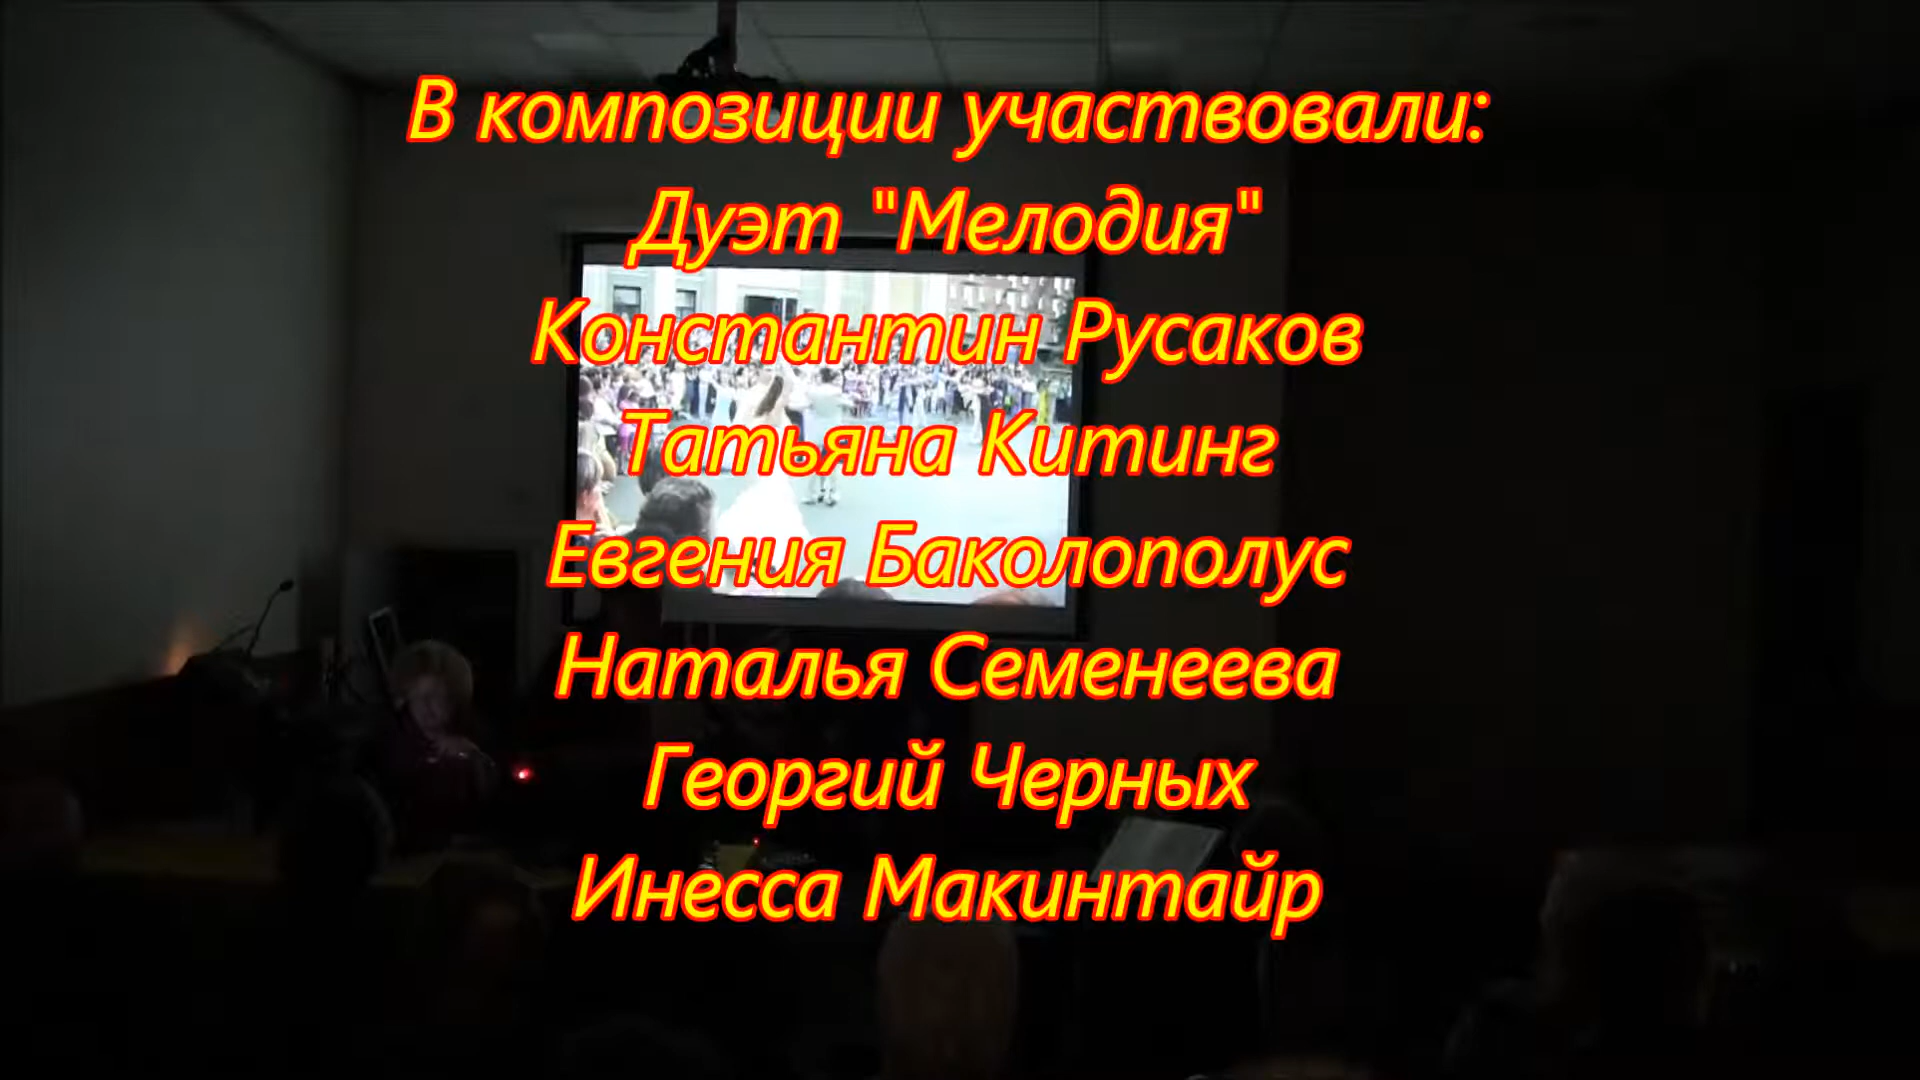 В композиции участвовали:
Дуэт "Мелодия"
Константин Русаков
Татьяна Китинг
Евгения Баколополус
Наталья Семенеева
Георгий Черных
Инесса Макинтайр